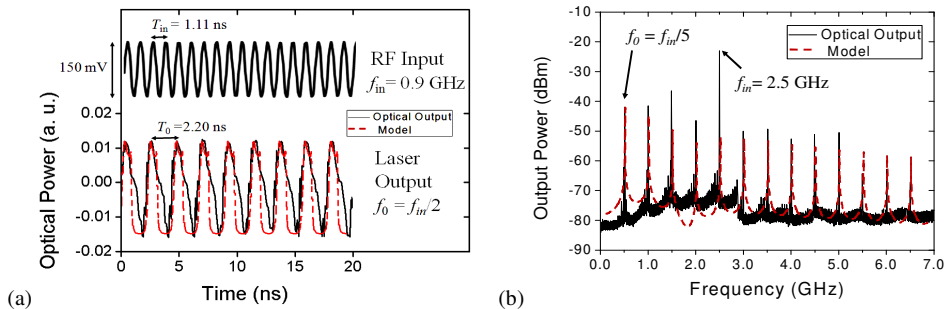 T_in = 1.11 ns
RF Input
150 mV
f_in = 0.9 GHz
Optical Output
Model
T_0 =2.20 ns
0.01
0.00
-0.01
-0.02
Laser
Output
f_0 = f_in/2
Optical Power (a. u.)
0 5 10 15 20
Time (ns)
(a)
-10
-20
-30
-40
-50
-60
-70
-80
-90
Optical Output
Model
f_0 = f_in/5
f_in = 2.5 GHz
Output Power (dBm)
0.0 1.0 2.0 3.0 4.0 5.0 6.0 7.0
Frequency (GHz)
(b)